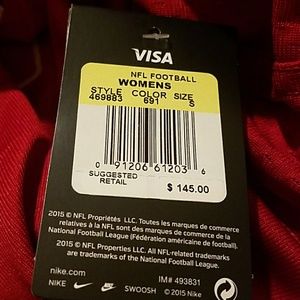 VISA
NFL FOOTBALL
WOMENS
STYLE COLOR SIZE
469883 691 S
0 91206 61203 6
SUGGESTED
RETAIL
$ 145.00
2015 © NFL Propriétés LLC. Toutes les marques de commerce
relatives à la NFL sont des marques de commerce de la
National Football League (Fédération américaine de football).
2015 © NFL Properties LLC. All NFL-related trademarks
are trademarks of the National Football League.
nike.com IM# 493831
NIKE SWOOSH ©2015 Nike